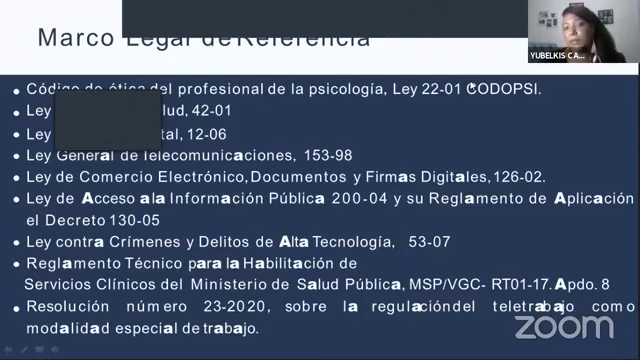 Marco Legal de Referencia
YUBELKIS CA...
Código de ética del profesional de la psicología, Ley 22-01 CODOPSI.
Ley lud, 42-01
Ley tal, 12-06
Ley General de Telecomunicaciones, 153-98
Ley de Comercio Electrónico, Documentos y Firmas Digitales, 126-02.
Ley de Acceso a la Información Pública 200-04 y su Reglamento de Aplicación
el Decreto 130-05
Ley contra Crímenes y Delitos de Alta Tecnología, 53-07
Reglamento Técnico para la Habilitación de
Servicios Clínicos del Ministerio de Salud Pública, MSP/VGC- RT01-17. Apdo. 8
Resolución número 23-2020, sobre la regulación del teletrabajo como
modalidad especial de trabajo.
zoom